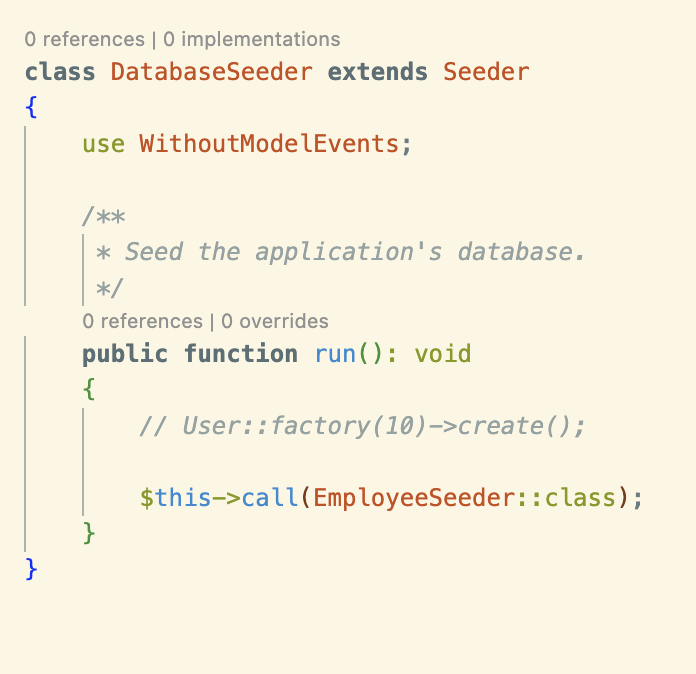 0 references | 0 implementations
class DatabaseSeeder extends Seeder
{
    use WithoutModelEvents;

    /**
     * Seed the application's database.
     */
    0 references | 0 overrides
    public function run(): void
    {
        // User::factory(10)->create();

        $this->call(EmployeeSeeder::class);
    }
}